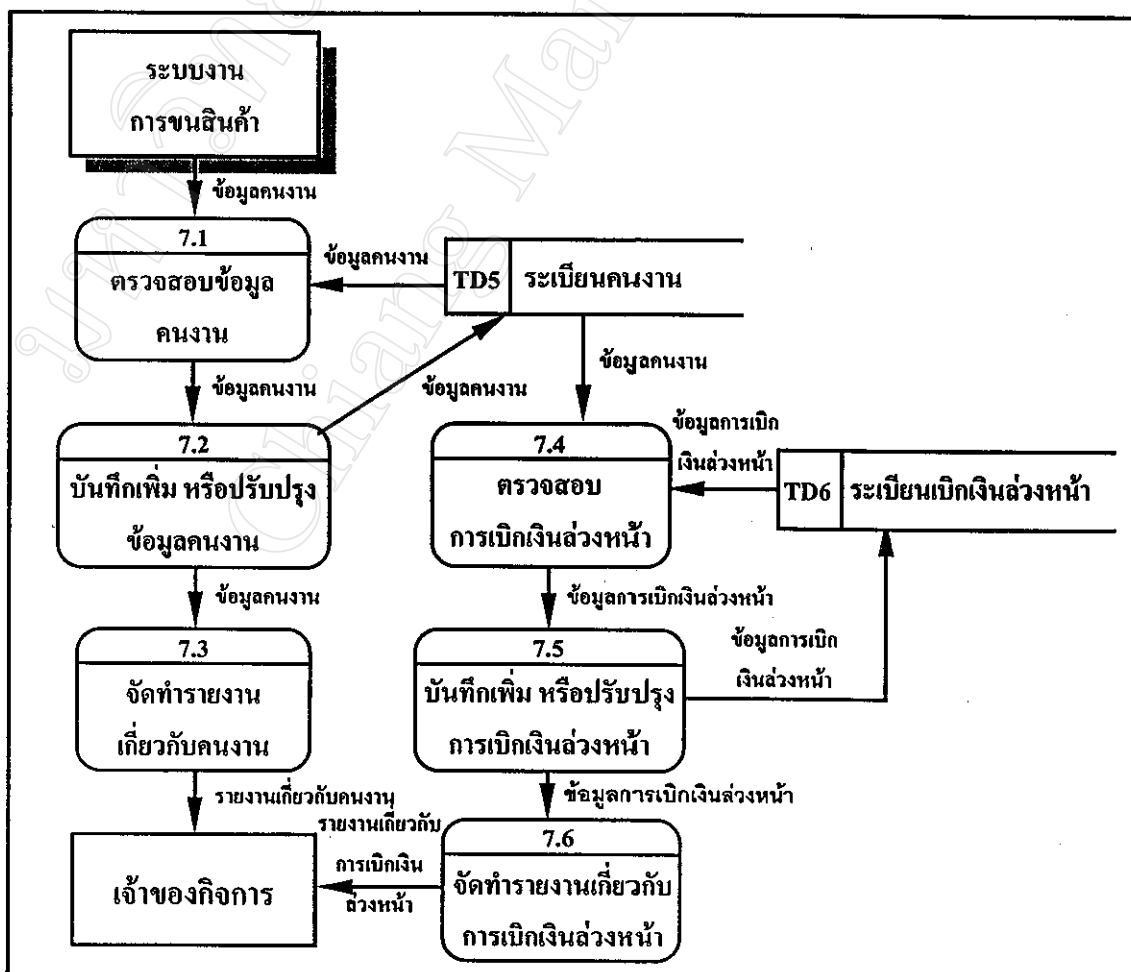 ระบบงาน
การขนสินค้า
ข้อมูลคนงาน
7.1
ตรวจสอบข้อมูล
คนงาน
ข้อมูลคนงาน
TD5 ระเบียนคนงาน
ข้อมูลคนงาน
ข้อมูลคนงาน
ข้อมูลคนงาน
7.2
บันทึกเพิ่ม หรือปรับปรุง
ข้อมูลคนงาน
ข้อมูลการเบิก
เงินล่วงหน้า
7.4
ตรวจสอบ
การเบิกเงินล่วงหน้า
TD6 ระเบียนเบิกเงินล่วงหน้า
ข้อมูลคนงาน
ข้อมูลการเบิกเงินล่วงหน้า
7.3
จัดทำรายงาน
เกี่ยวกับคนงาน
7.5
บันทึกเพิ่ม หรือปรับปรุง
การเบิกเงินล่วงหน้า
ข้อมูลการเบิก
เงินล่วงหน้า
รายงานเกี่ยวกับคนงาน
ข้อมูลการเบิกเงินล่วงหน้า
รายงานเกี่ยวกับ
การเบิกเงิน
ล่วงหน้า
เจ้าของกิจการ
7.6
จัดทำรายงานเกี่ยวกับ
การเบิกเงินล่วงหน้า
Chiang Mai